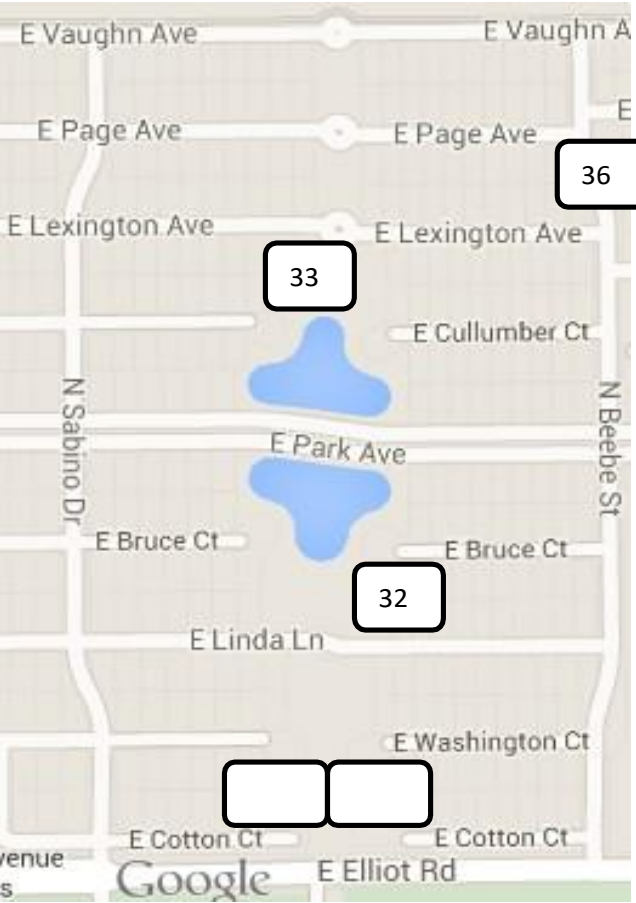 E Vaughn Ave
E Vaughn A
E
E Page Ave
E Page Ave
36
E Lexington Ave
E Lexington Ave
33
E Cullumber Ct
N Sabino Dr
N Beebe St
E Park Ave
E Bruce Ct
E Bruce Ct
32
E Linda Ln
E Washington Ct
E Cotton Ct
E Cotton Ct
venue
s
Google
E Elliot Rd